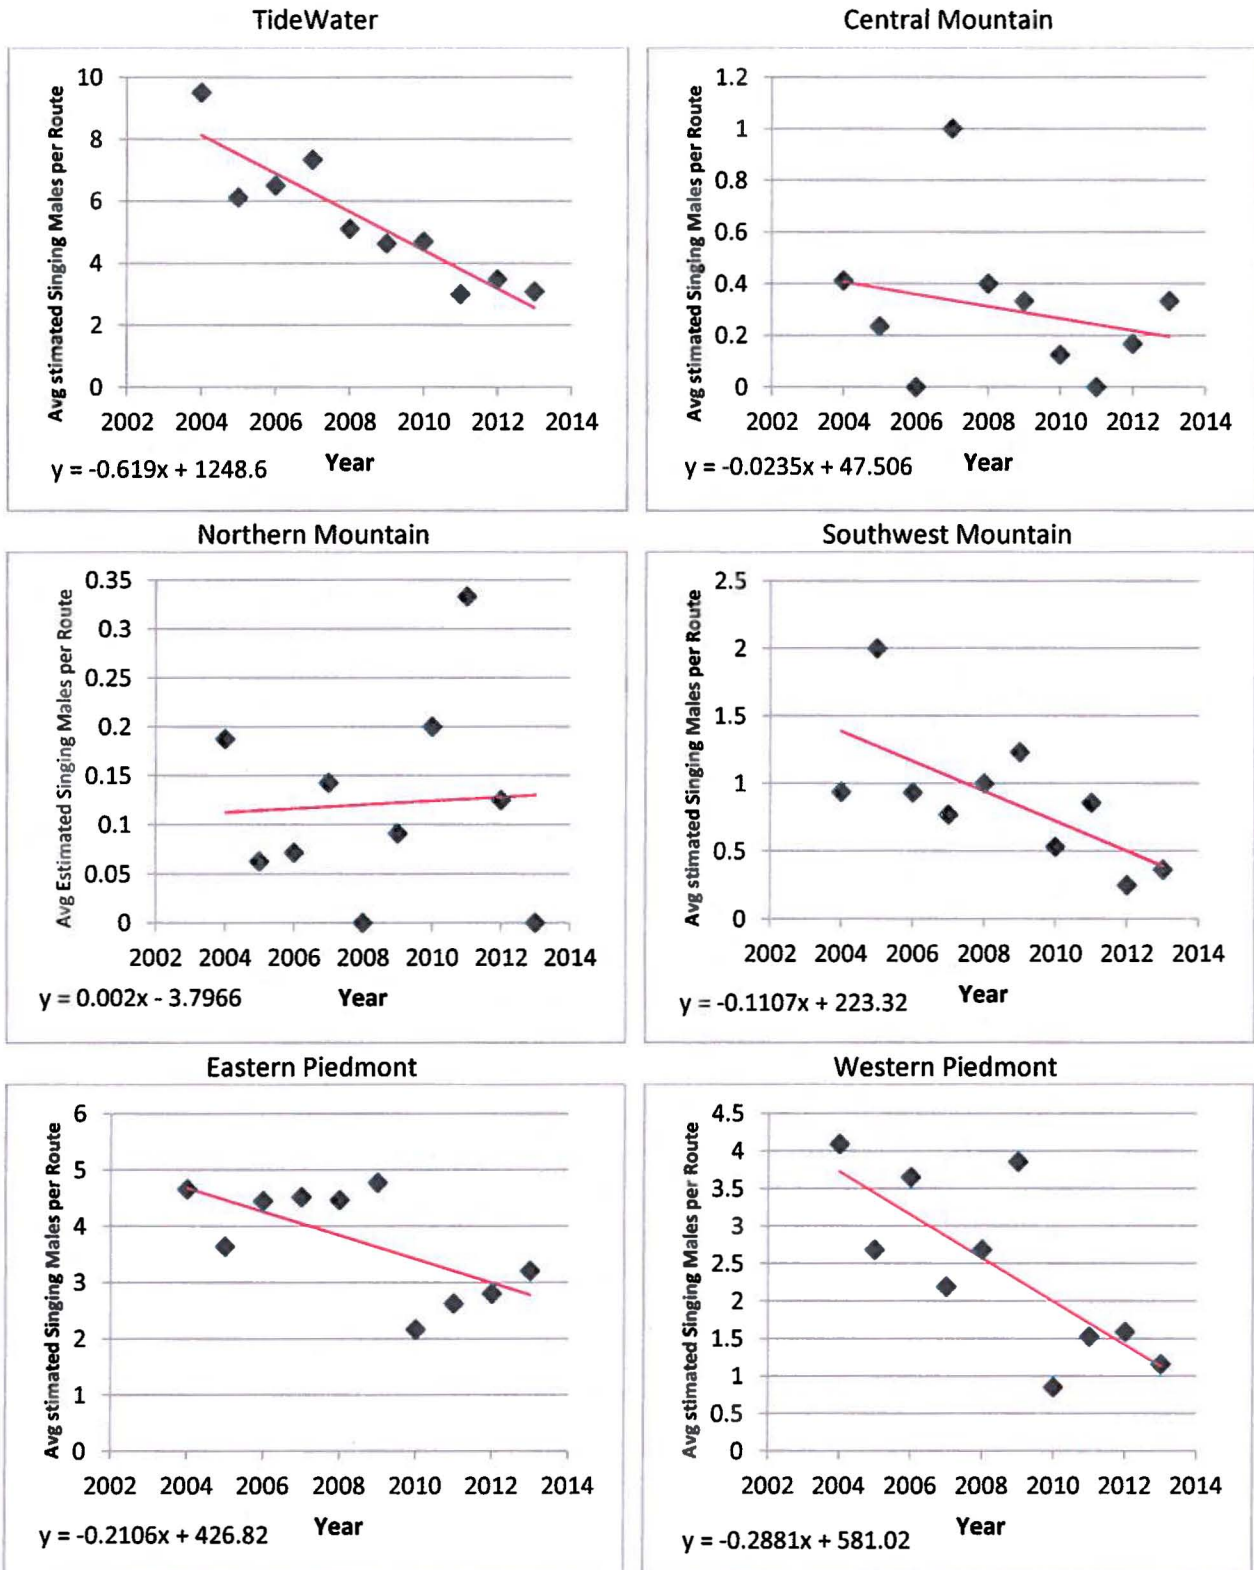 TideWater
Avg stimated Singing Males per Route
10
8
6
4
2
0
2002 2004 2006 2008 2010 2012 2014
y = -0.619x + 1248.6
Year
Central Mountain
Avg stimated Singing Males per Route
1.2
1
0.8
0.6
0.4
0.2
0
2002 2004 2006 2008 2010 2012 2014
y = -0.0235x + 47.506
Year
Northern Mountain
Avg Estimated Singing Males per Route
0.35
0.3
0.25
0.2
0.15
0.1
0.05
0
2002 2004 2006 2008 2010 2012 2014
y = 0.002x - 3.7966
Year
Southwest Mountain
Avg stimated Singing Males per Route
2.5
2
1.5
1
0.5
0
2002 2004 2006 2008 2010 2012 2014
y = -0.1107x + 223.32
Year
Eastern Piedmont
Avg stimated Singing Males per Route
6
5
4
3
2
1
0
2002 2004 2006 2008 2010 2012 2014
y = -0.2106x + 426.82
Year
Western Piedmont
Avg stimated Singing Males per Route
4.5
4
3.5
3
2.5
2
1.5
1
0.5
0
2002 2004 2006 2008 2010 2012 2014
y = -0.2881x + 581.02
Year